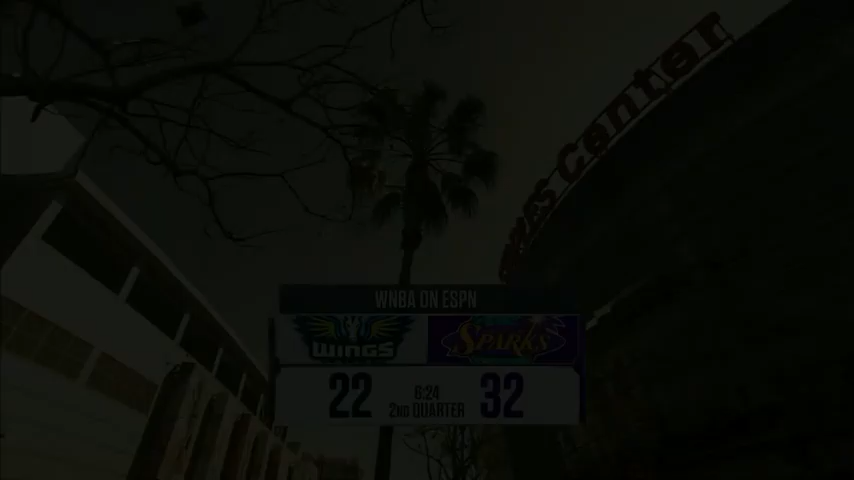 Center
WNBA ON ESPN
WINGS
SPARKS
22
6:24
2ND QUARTER
32